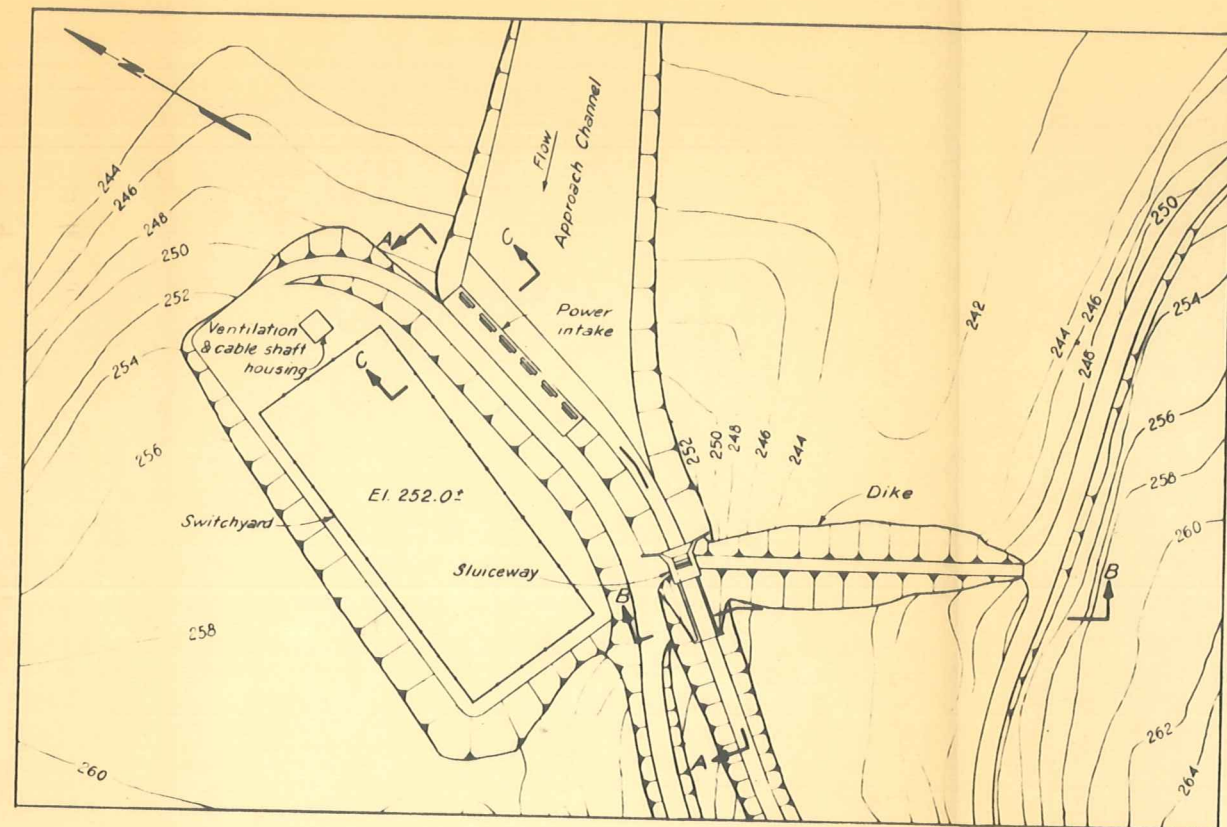 N
244
246
248
250
252
254
256
258
260
Flow
Approach Channel
A
C
Power
intake
Ventilation
& cable shaft
housing
C
El. 252.0±
Switchyard
Sluiceway
B
A
252
250
248
246
244
242
Dike
244
246
248
250
254
256
258
260
B
262
264